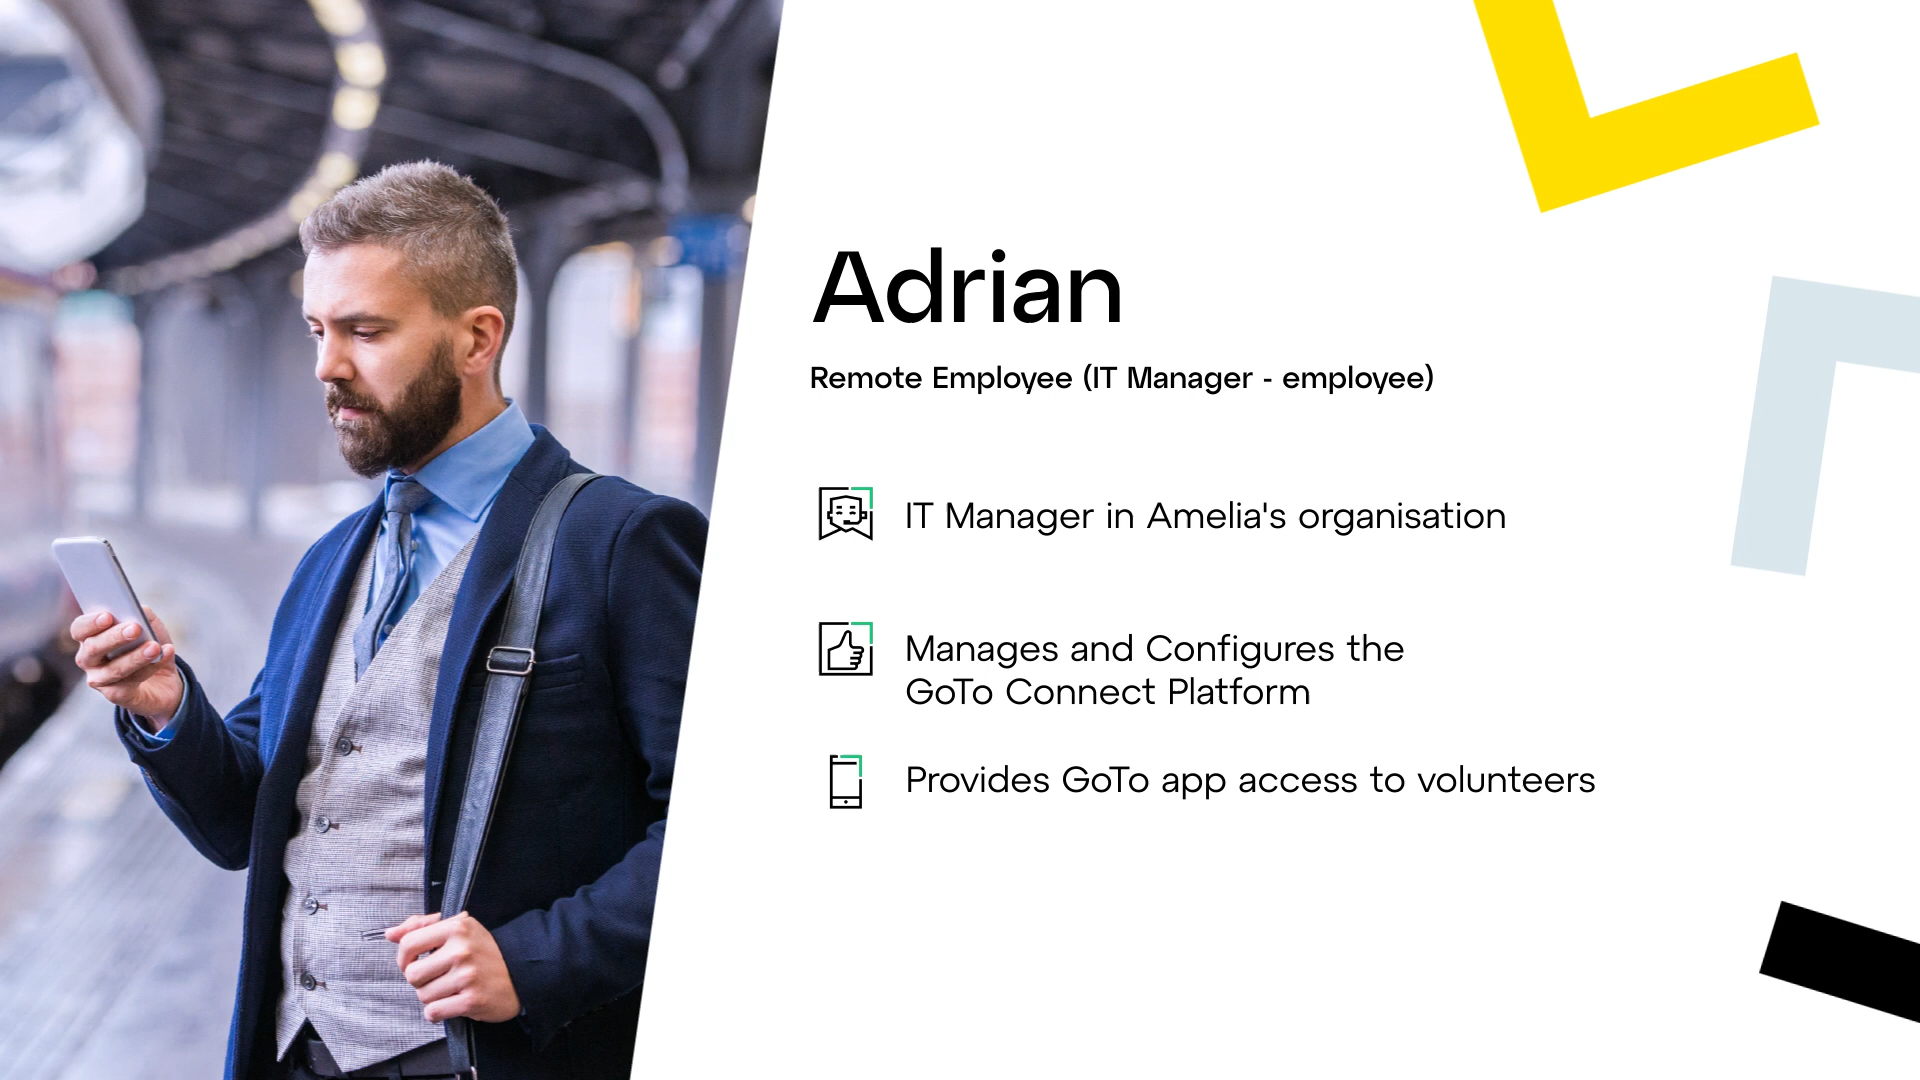 Adrian
Remote Employee (IT Manager - employee)
IT Manager in Amelia's organisation
Manages and Configures the
GoTo Connect Platform
Provides GoTo app access to volunteers